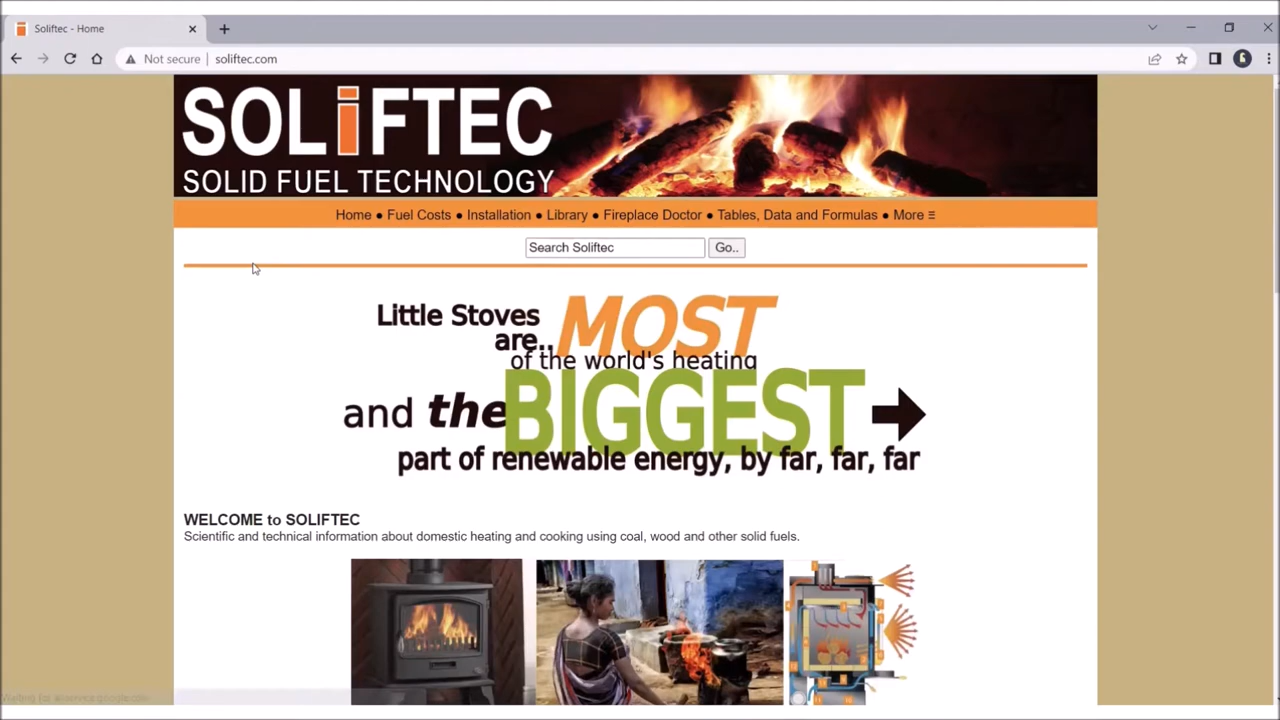 Soliftec - Home
Not secure | soliftec.com
SOLiFTEC
SOLID FUEL TECHNOLOGY
Home ● Fuel Costs ● Installation ● Library ● Fireplace Doctor ● Tables, Data and Formulas ● More ≡
Search Soliftec Go..
Little Stoves
are.. MOST
of the world's heating
and the BIGGEST
part of renewable energy, by far, far, far
WELCOME to SOLIFTEC
Scientific and technical information about domestic heating and cooking using coal, wood and other solid fuels.